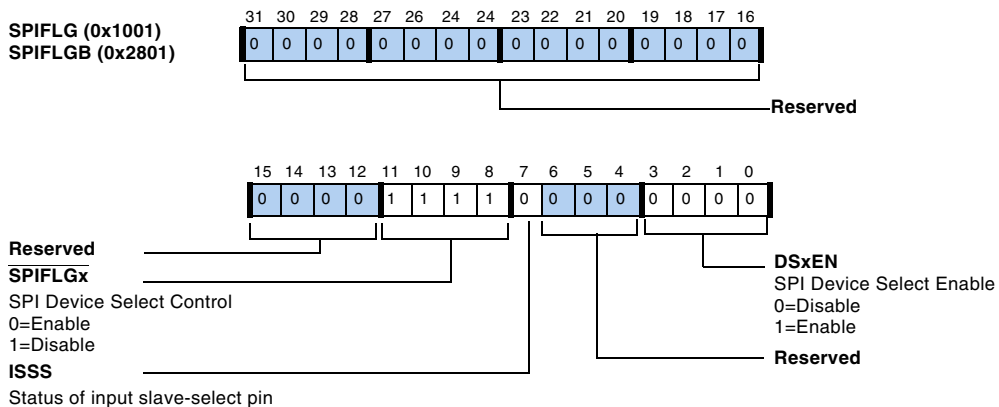 SPIFLG (0x1001)
SPIFLGB (0x2801)
31 30 29 28 27 26 24 24 23 22 21 20 19 18 17 16
0 0 0 0 0 0 0 0 0 0 0 0 0 0 0 0
Reserved
15 14 13 12 11 10 9 8 7 6 5 4 3 2 1 0
0 0 0 0 1 1 1 1 0 0 0 0 0 0 0 0
Reserved
SPIFLGx
SPI Device Select Control
0=Enable
1=Disable
ISSS
Status of input slave-select pin
DSxEN
SPI Device Select Enable
0=Disable
1=Enable
Reserved